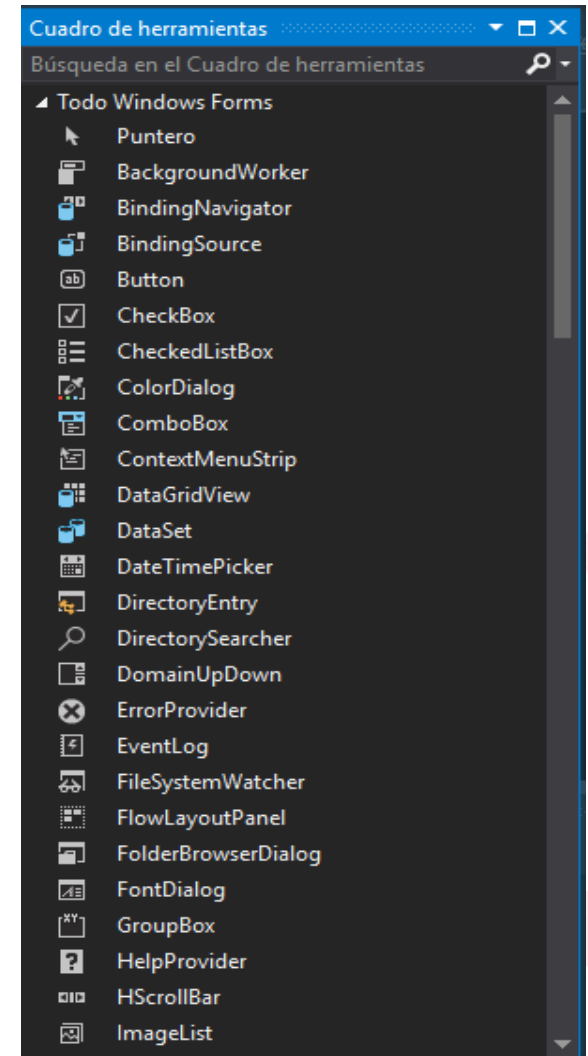 Cuadro de herramientas
Búsqueda en el Cuadro de herramientas
Todo Windows Forms
Puntero
BackgroundWorker
BindingNavigator
BindingSource
Button
CheckBox
CheckedListBox
ColorDialog
ComboBox
ContextMenuStrip
DataGridView
DataSet
DateTimePicker
DirectoryEntry
DirectorySearcher
DomainUpDown
ErrorProvider
EventLog
FileSystemWatcher
FlowLayoutPanel
FolderBrowserDialog
FontDialog
GroupBox
HelpProvider
HScrollBar
ImageList